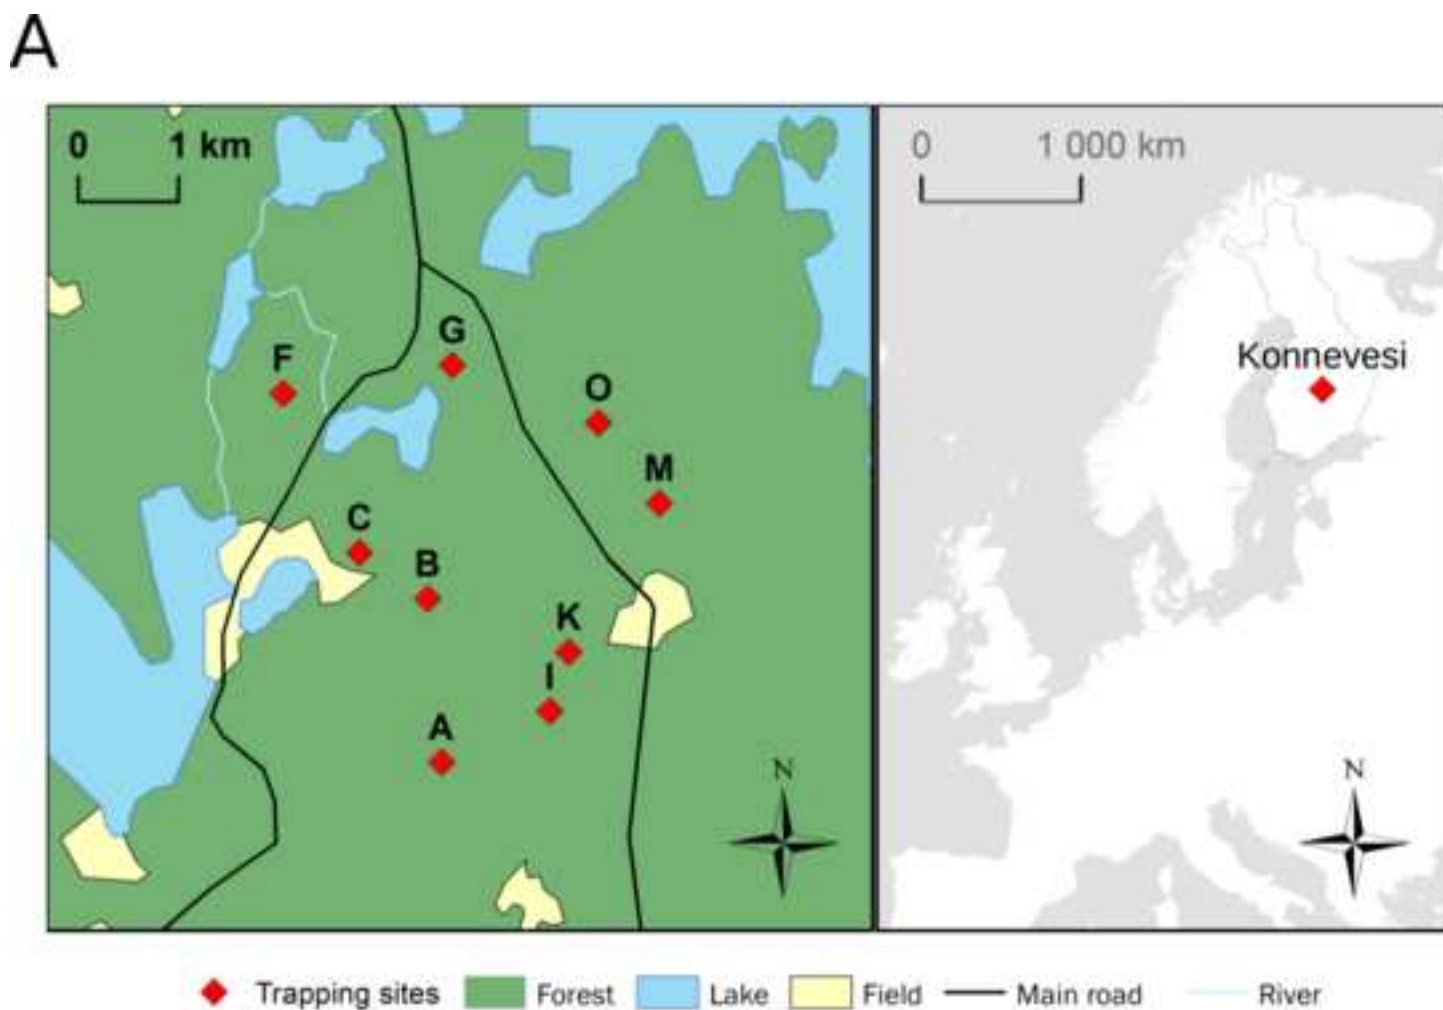 A
0 1 km
0 1 000 km
G
F
Konnevesi
O
M
C
B
K
I
A
N
N
Trapping sites Forest Lake Field Main road River